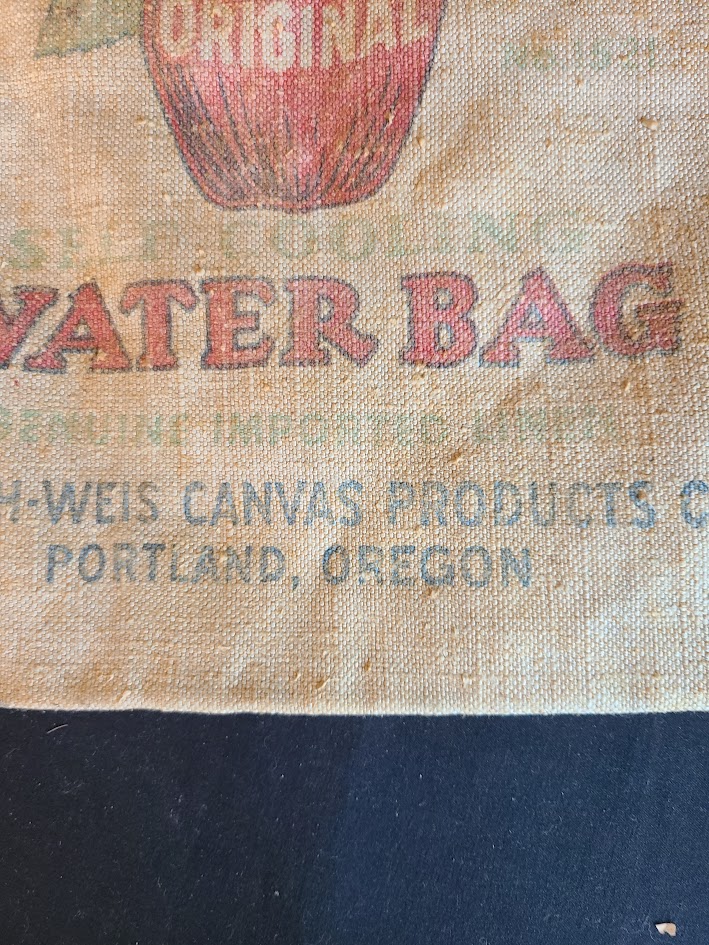 ORIGINAL
SELF COOLING
WATER BAG
GENUINE IMPORTED LINEN
H-WEIS CANVAS PRODUCTS C
PORTLAND, OREGON